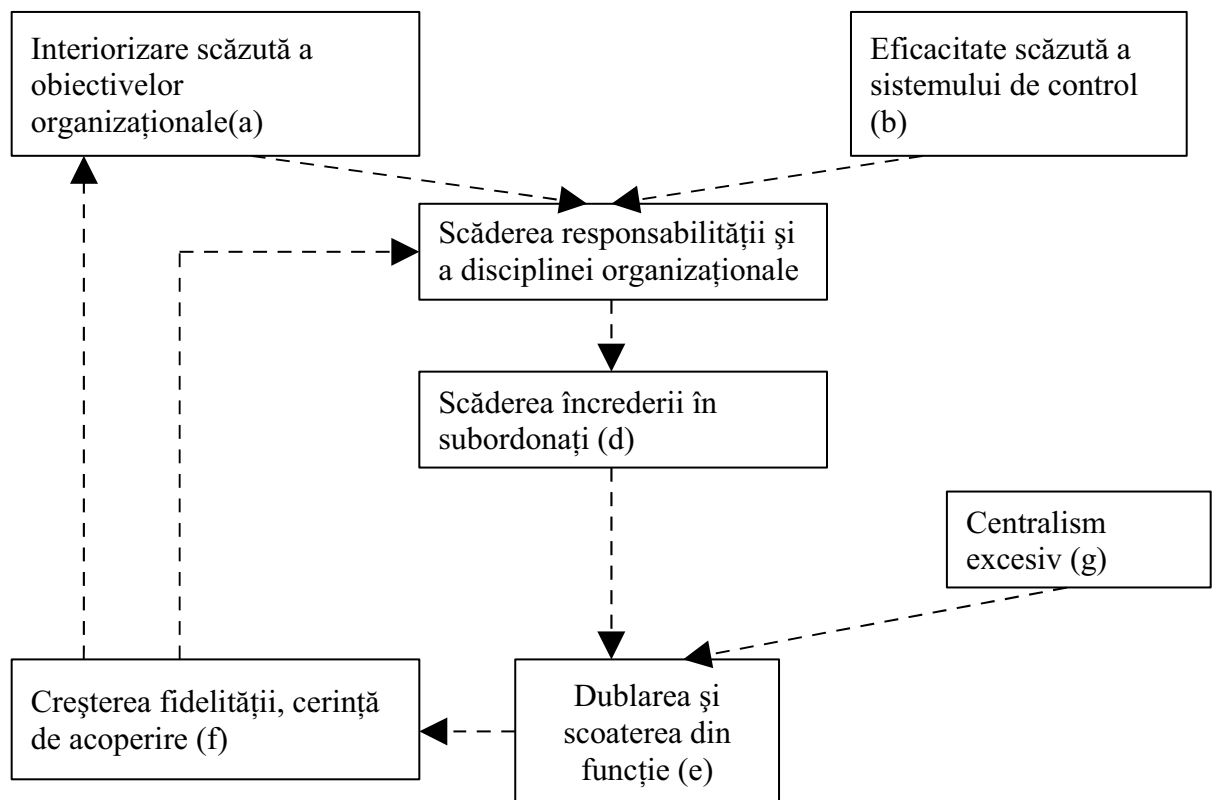 Interiorizare scăzută a
obiectivelor
organizaționale(a)
Eficacitate scăzută a
sistemului de control
(b)
Scăderea responsabilității şi
a disciplinei organizaționale
Scăderea încrederii în
subordonați (d)
Centralism
excesiv (g)
Creşterea fidelității, cerință
de acoperire (f)
Dublarea şi
scoaterea din
funcție (e)